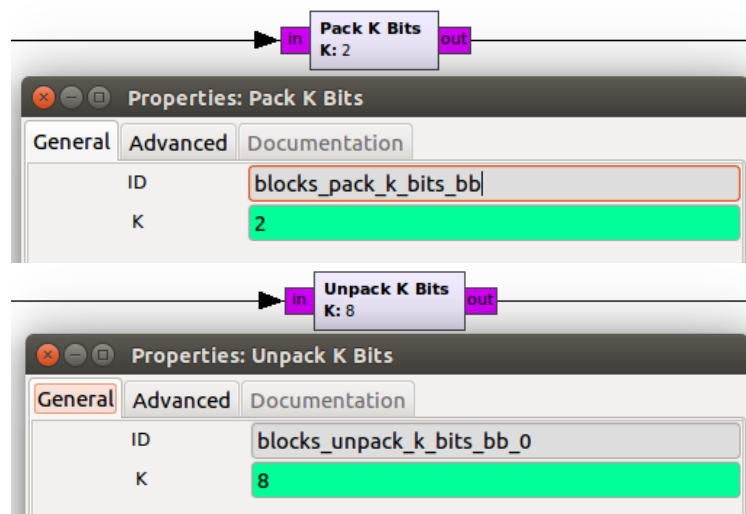 in Pack K Bits out
K: 2
Properties: Pack K Bits
General Advanced Documentation
ID blocks_pack_k_bits_bb
K 2
in Unpack K Bits out
K: 8
Properties: Unpack K Bits
General Advanced Documentation
ID blocks_unpack_k_bits_bb_0
K 8